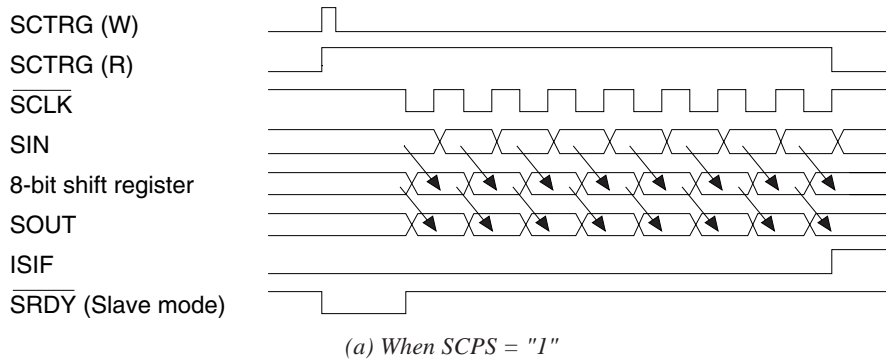 SCTRG (W)
SCTRG (R)
SCLK
SIN
8-bit shift register
SOUT
ISIF
SRDY (Slave mode)
(a) When SCPS = "1"